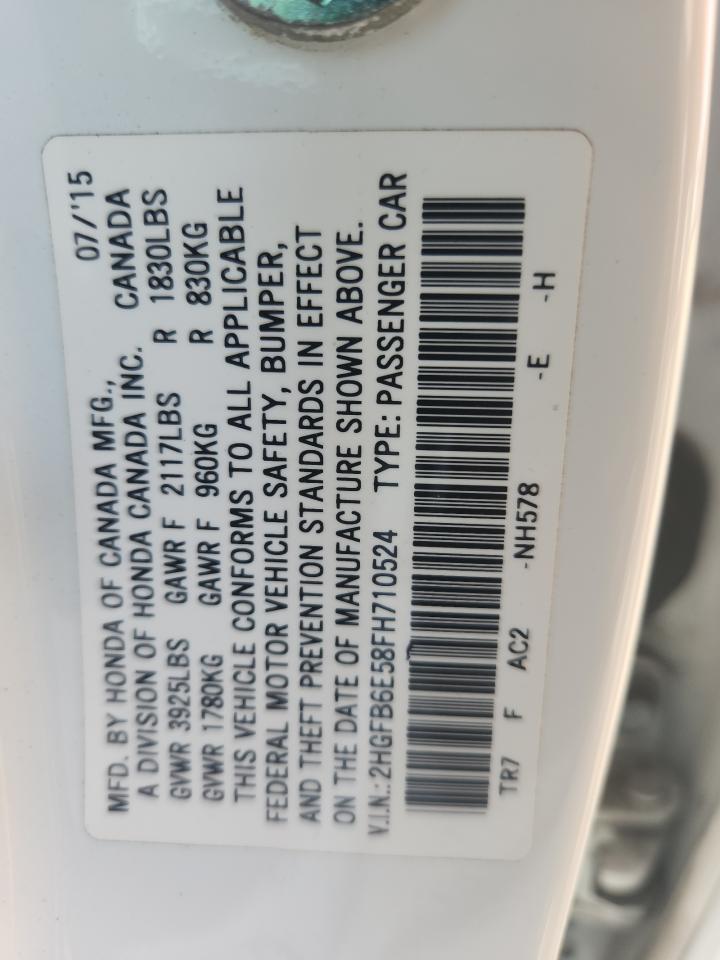 MFD. BY HONDA OF CANADA MFG., 07/'15
A DIVISION OF HONDA CANADA INC. CANADA
GVWR 3925LBS GAWR F 2117LBS R 1830LBS
GVWR 1780KG GAWR F 960KG R 830KG
THIS VEHICLE CONFORMS TO ALL APPLICABLE
FEDERAL MOTOR VEHICLE SAFETY, BUMPER,
AND THEFT PREVENTION STANDARDS IN EFFECT
ON THE DATE OF MANUFACTURE SHOWN ABOVE.
V.I.N.: 2HGFB6E58FH710524 TYPE: PASSENGER CAR
TR7 F AC2 -NH578 -E -H